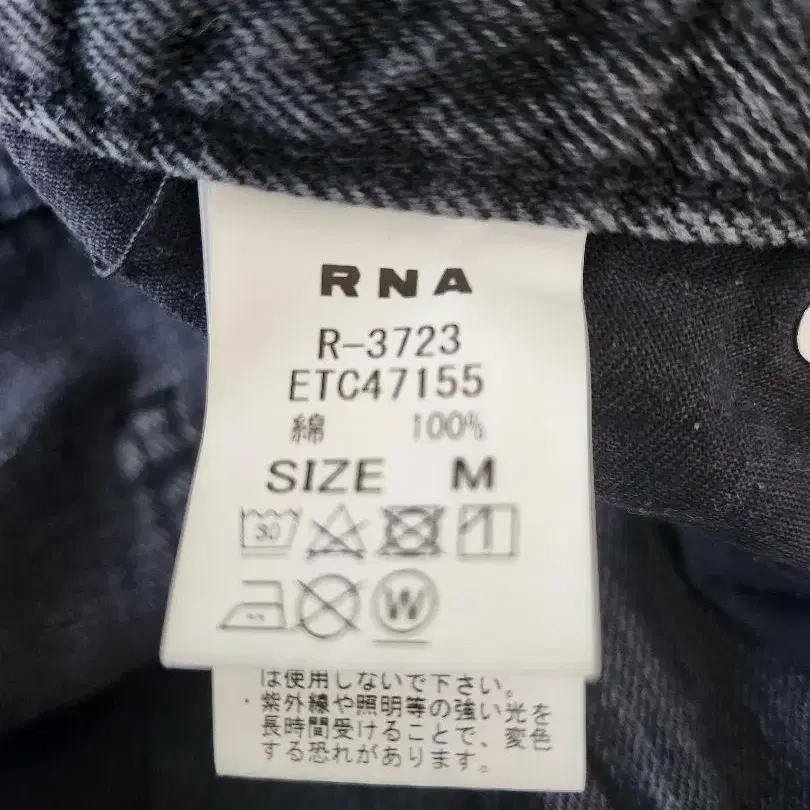 RNA
R-3723
ETC47155
綿 100%
SIZE M
30
W
は使用しないで下さい。
・紫外線や照明等の強い光を
長時間受けることで、変色
する恐れがあります。